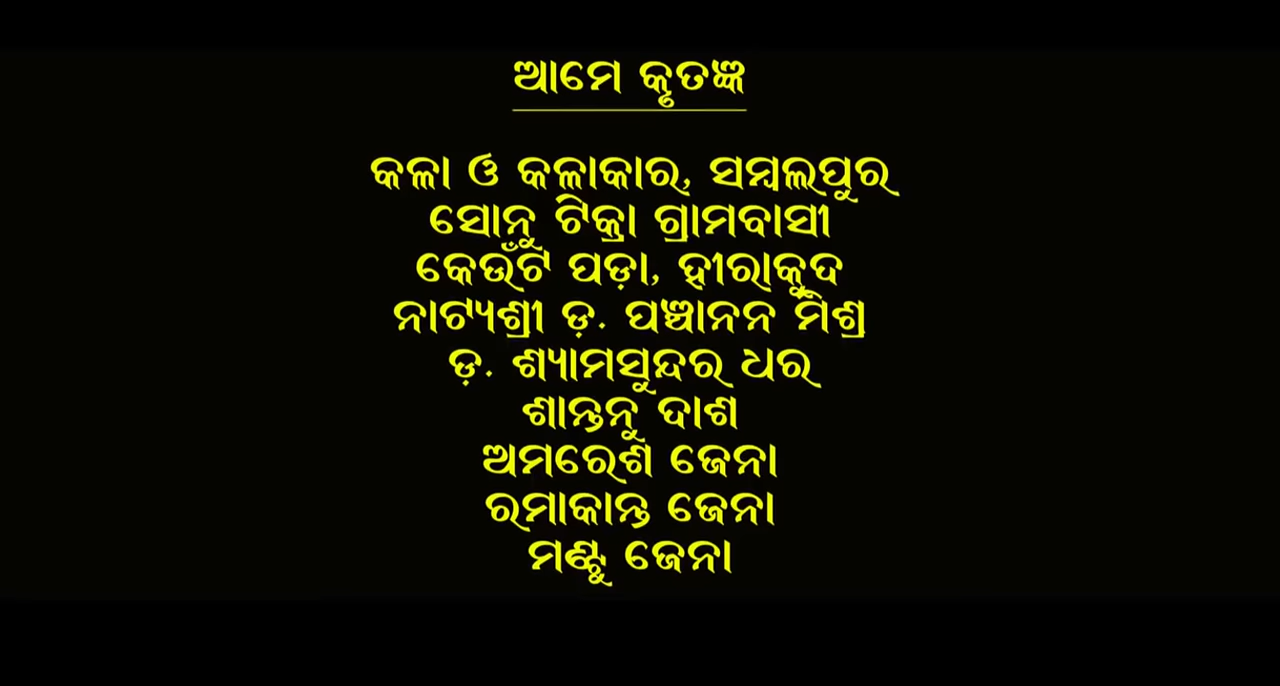 ଆମେ କୃତଜ୍ଞ
କଳା ଓ କଳାକାର, ସମ୍ବଲପୁର
ସୋନୁ ଟିକ୍ରା ଗ୍ରାମବାସୀ
କେଉଁଟ ପଡ଼ା, ହୀରାକୁଦ
ନାଟ୍ୟଶ୍ରୀ ଡ଼. ପଞ୍ଚାନନ ମିଶ୍ର
ଡ଼. ଶ୍ୟାମସୁନ୍ଦର ଧର
ଶାନ୍ତନୁ ଦାଶ
ଅମରେଶ ଜେନା
ରମାକାନ୍ତ ଜେନା
ମଣ୍ଟୁ ଜେନା